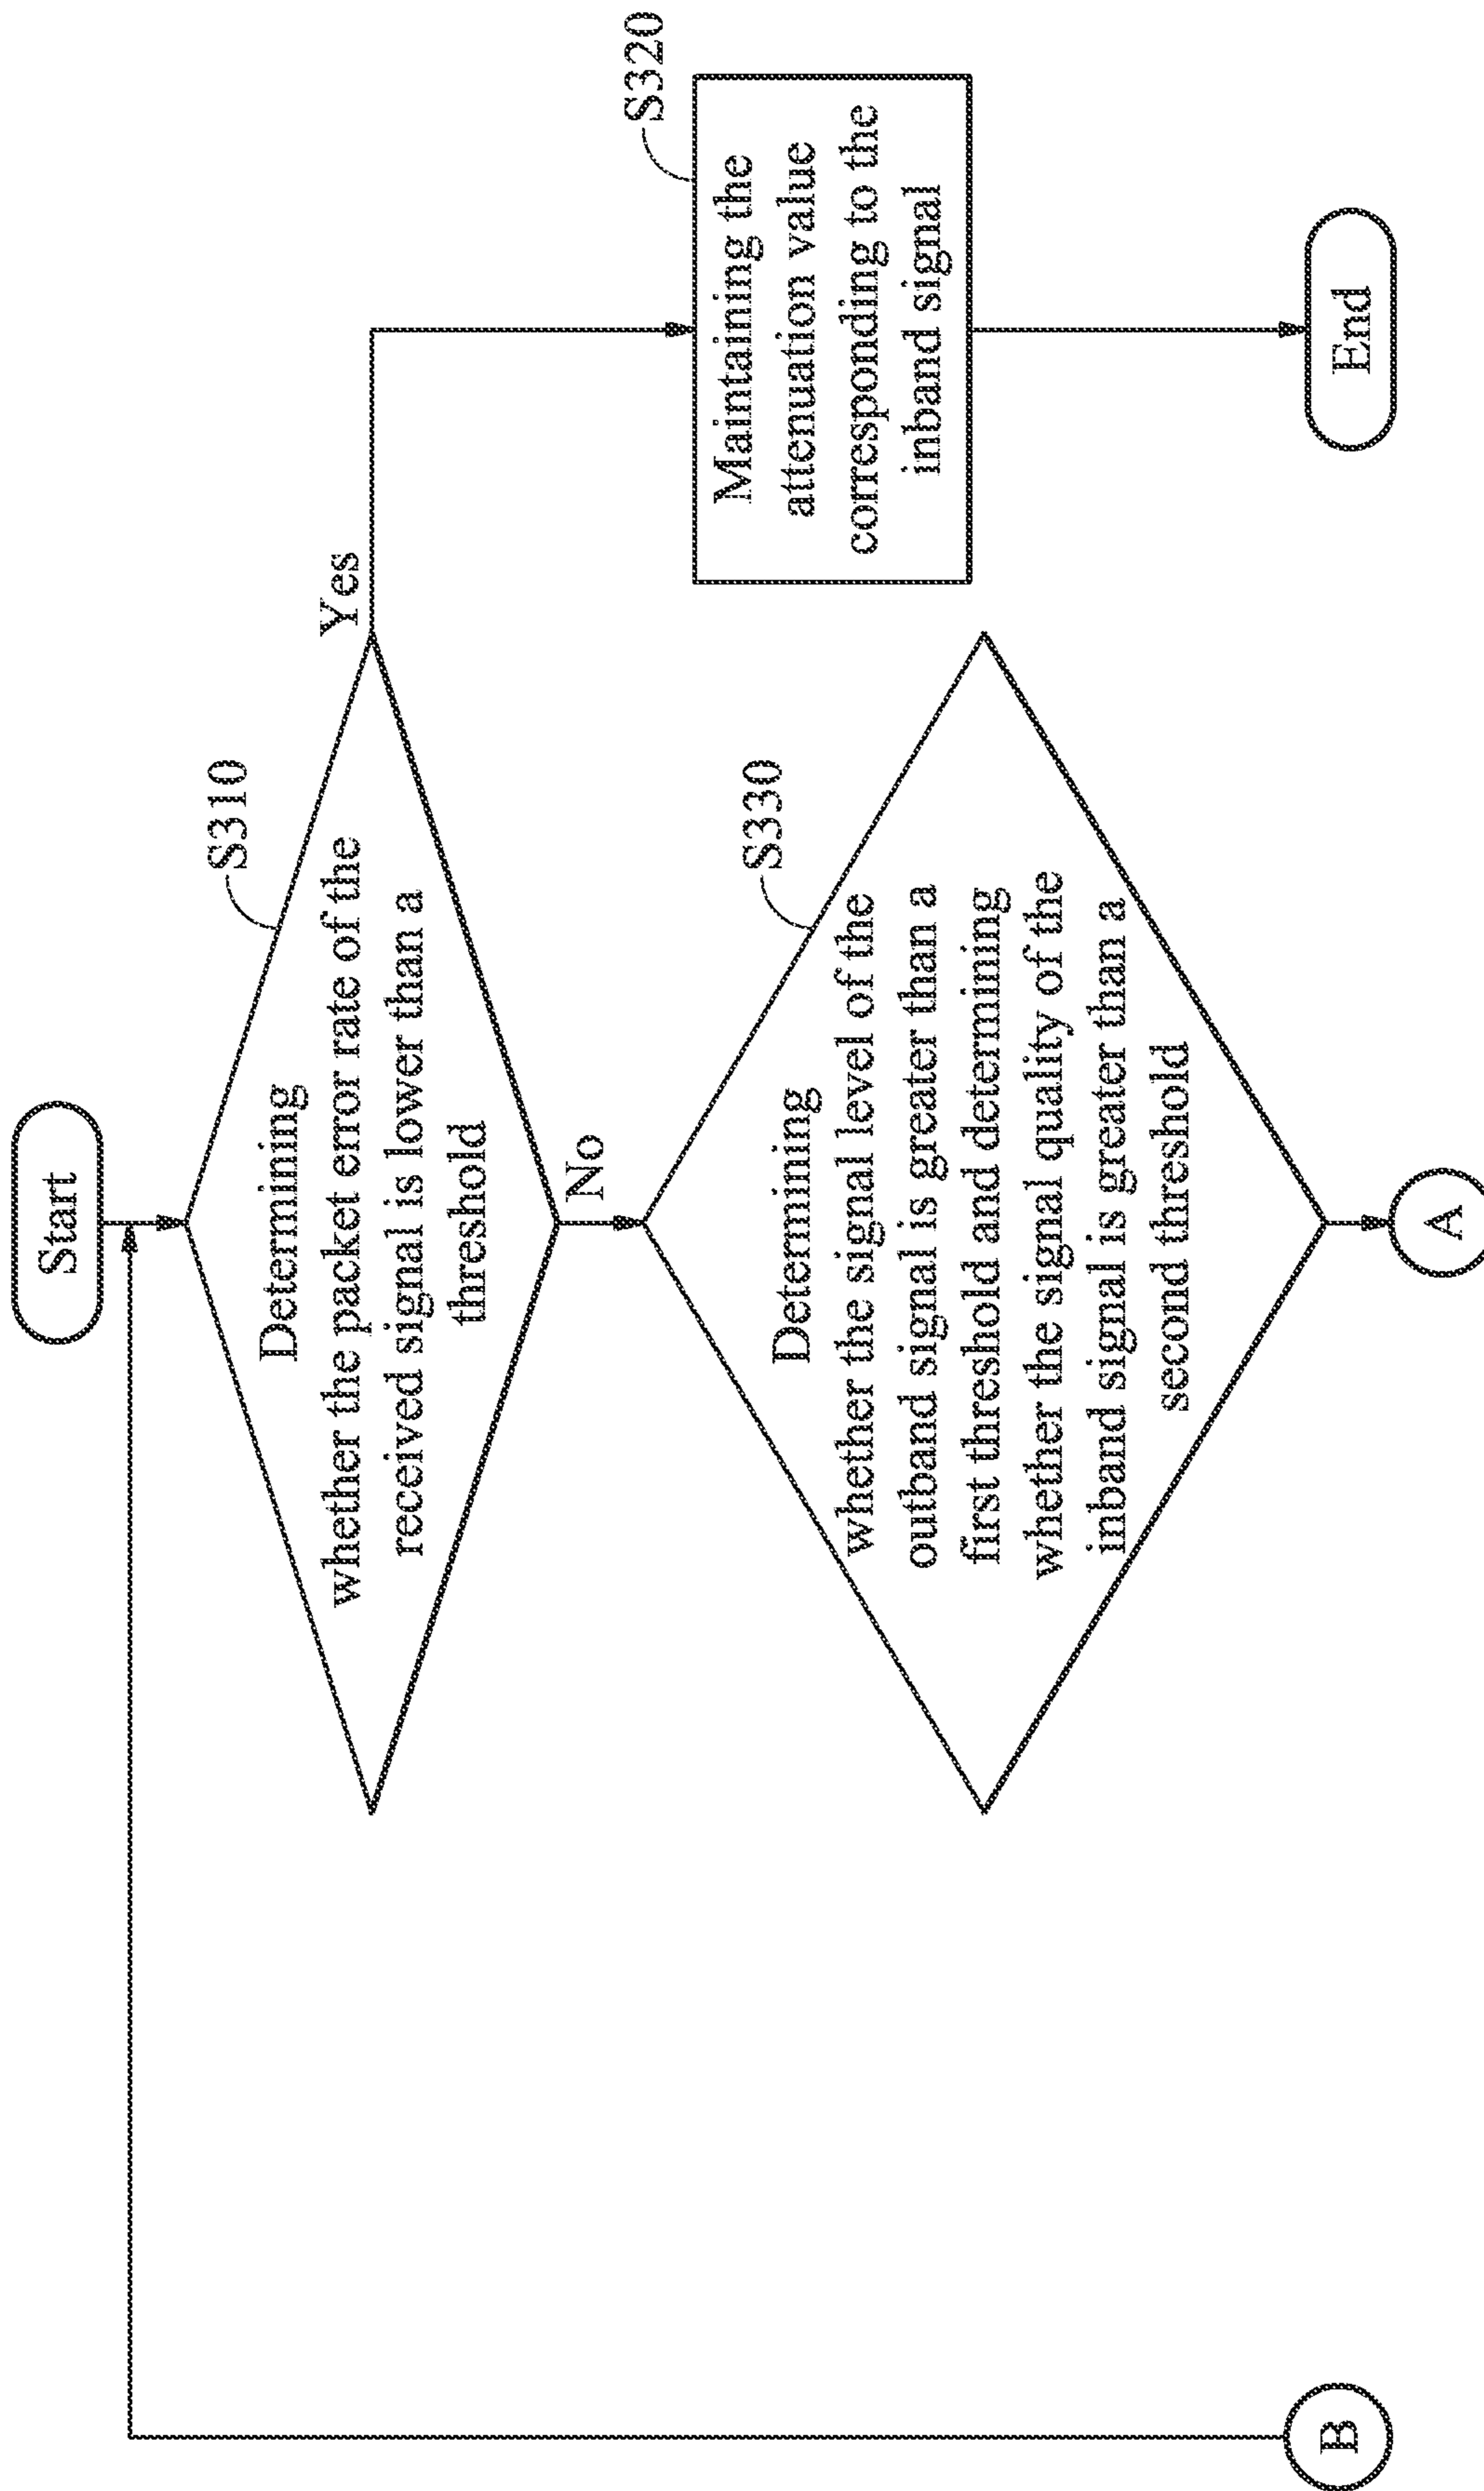 Start
S310
Determining
whether the packet error rate of the
received signal is lower than a
threshold
Yes
No
S320
Maintaining the
attenuation value
corresponding to the
inband signal
S330
Determining
whether the signal level of the
outband signal is greater than a
first threshold and determining
whether the signal quality of the
inband signal is greater than a
second threshold
End
A
B